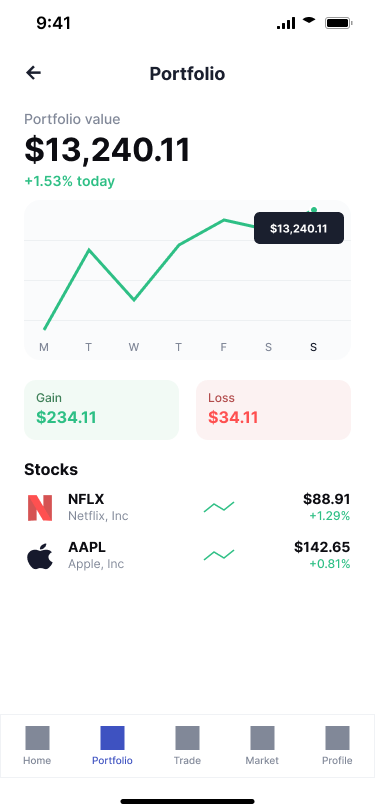 9:41
Portfolio
Portfolio value
$13,240.11
+1.53% today
$13,240.11
M T W T F S S
Gain
$234.11
Loss
$34.11
Stocks
NFLX
$88.91
Netflix, Inc
+1.29%
AAPL
$142.65
Apple, Inc
+0.81%
Home Portfolio Trade Market Profile